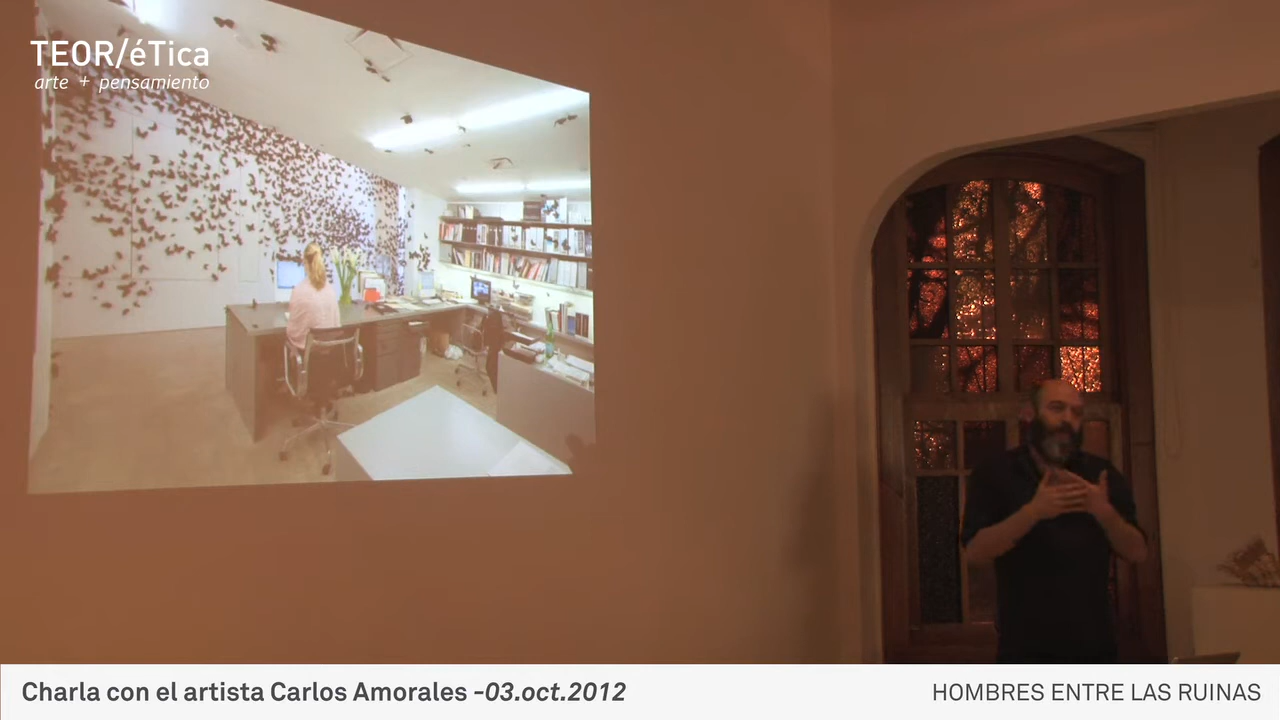 TEOR/éTica
arte + pensamiento
Charla con el artista Carlos Amorales -03.oct.2012
HOMBRES ENTRE LAS RUINAS